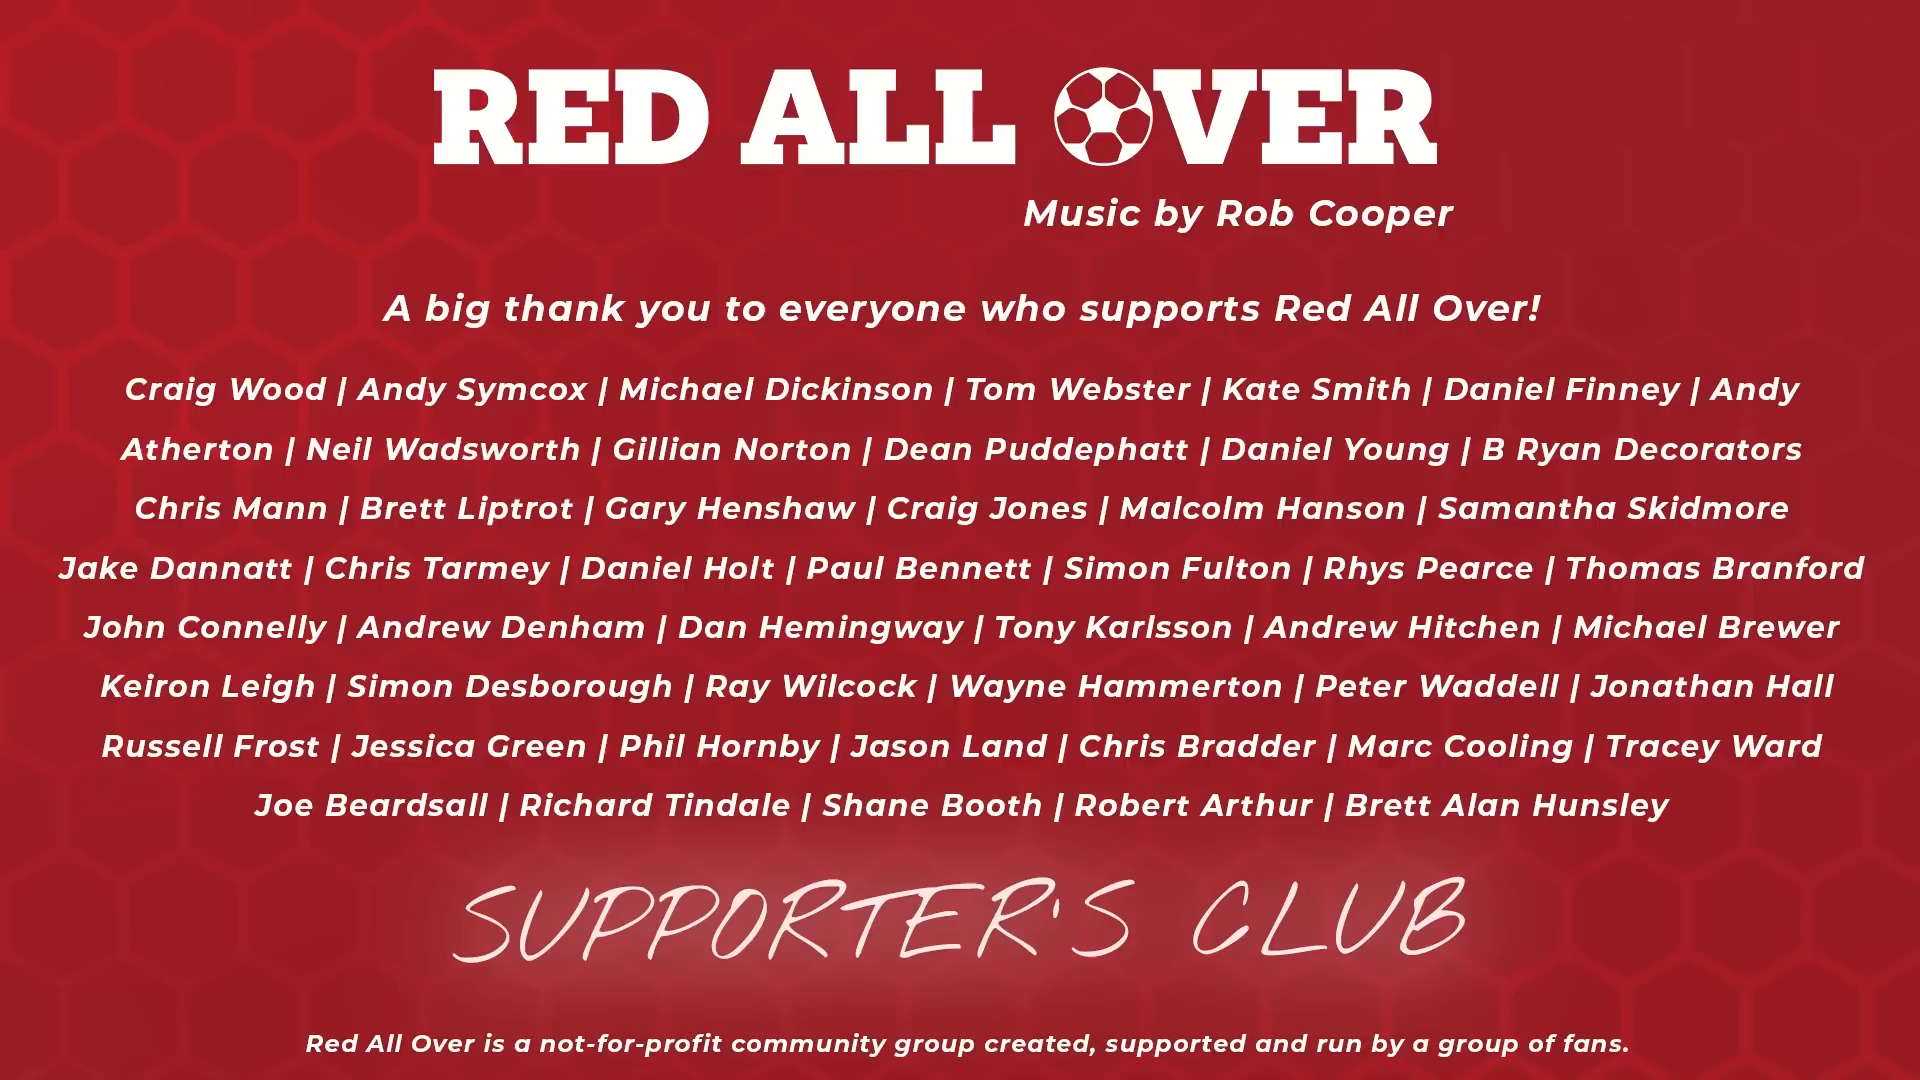 RED ALL OVER
Music by Rob Cooper
A big thank you to everyone who supports Red All Over!
Craig Wood | Andy Symcox | Michael Dickinson | Tom Webster | Kate Smith | Daniel Finney | Andy
Atherton | Neil Wadsworth | Gillian Norton | Dean Puddephatt | Daniel Young | B Ryan Decorators
Chris Mann | Brett Liptrot | Gary Henshaw | Craig Jones | Malcolm Hanson | Samantha Skidmore
Jake Dannatt | Chris Tarmey | Daniel Holt | Paul Bennett | Simon Fulton | Rhys Pearce | Thomas Branford
John Connelly | Andrew Denham | Dan Hemingway | Tony Karlsson | Andrew Hitchen | Michael Brewer
Keiron Leigh | Simon Desborough | Ray Wilcock | Wayne Hammerton | Peter Waddell | Jonathan Hall
Russell Frost | Jessica Green | Phil Hornby | Jason Land | Chris Bradder | Marc Cooling | Tracey Ward
Joe Beardsall | Richard Tindale | Shane Booth | Robert Arthur | Brett Alan Hunsley
SUPPORTER'S CLUB
Red All Over is a not-for-profit community group created, supported and run by a group of fans.